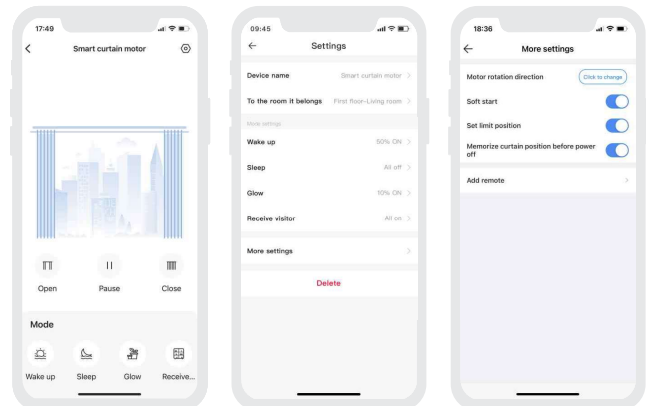 17:49
Smart curtain motor
Open
Pause
Close
Mode
Wake up
Sleep
Glow
Receive...
09:45
Settings
Device name
Smart curtain motor
To the room it belongs
First floor-Living room
Mode settings
Wake up
50% ON
Sleep
All off
Glow
10% ON
Receive visitor
All on
More settings
Delete
18:36
More settings
Motor rotation direction
Click to change
Soft start
Set limit position
Memorize curtain position before power
off
Add remote